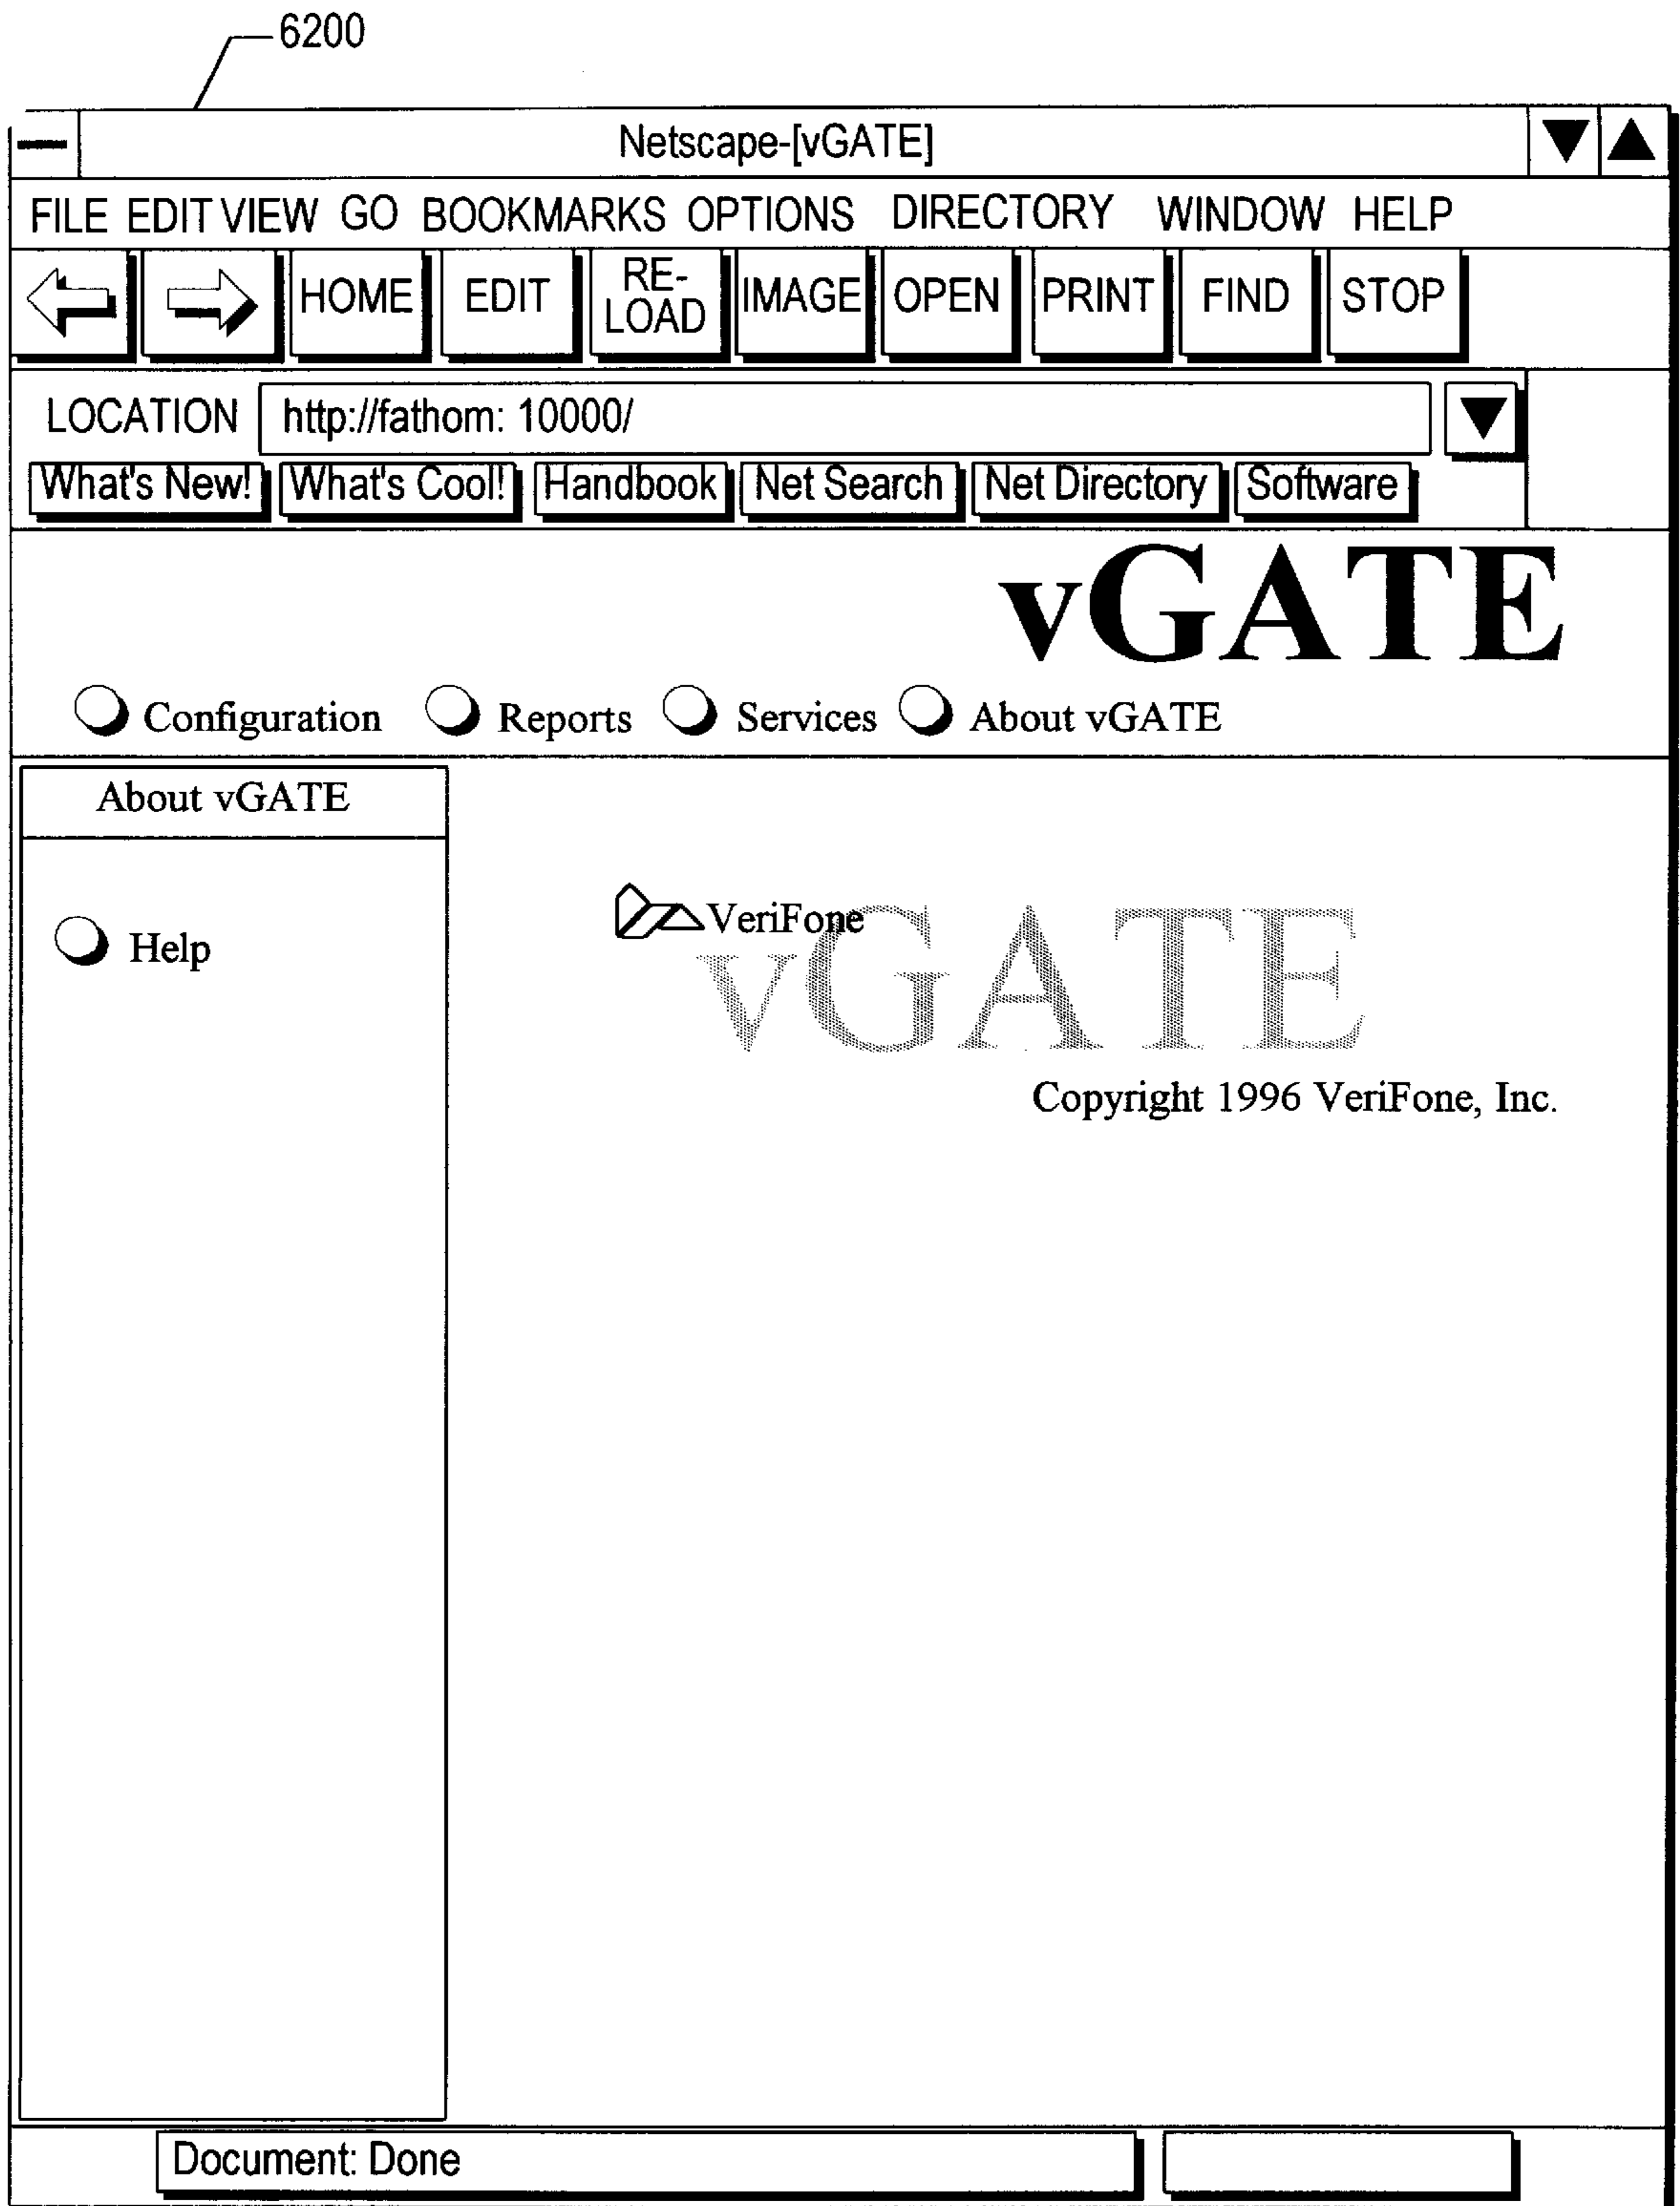 6200
Netscape-[vGATE]
FILE EDIT VIEW GO BOOKMARKS OPTIONS DIRECTORY WINDOW HELP
HOME EDIT RE-
LOAD IMAGE OPEN PRINT FIND STOP
LOCATION http://fathom: 10000/
What's New! What's Cool! Handbook Net Search Net Directory Software
vGATE
Configuration Reports Services About vGATE
About vGATE
Help
VeriFone
vGATE
Copyright 1996 VeriFone, Inc.
Document: Done